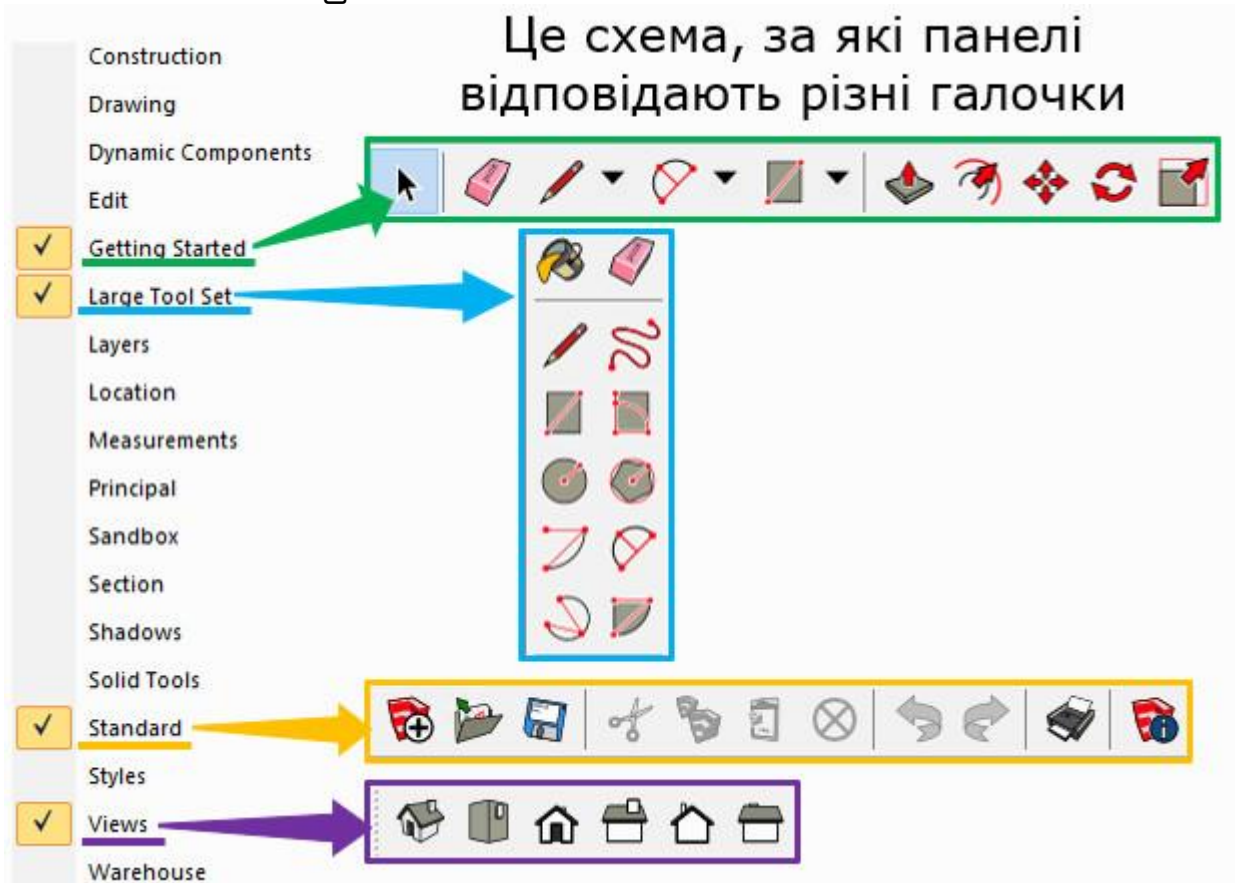 Це схема, за які панелі
відповідають різні галочки
Construction
Drawing
Dynamic Components
Edit
Getting Started
Large Tool Set
Layers
Location
Measurements
Principal
Sandbox
Section
Shadows
Solid Tools
Standard
Styles
Views
Warehouse